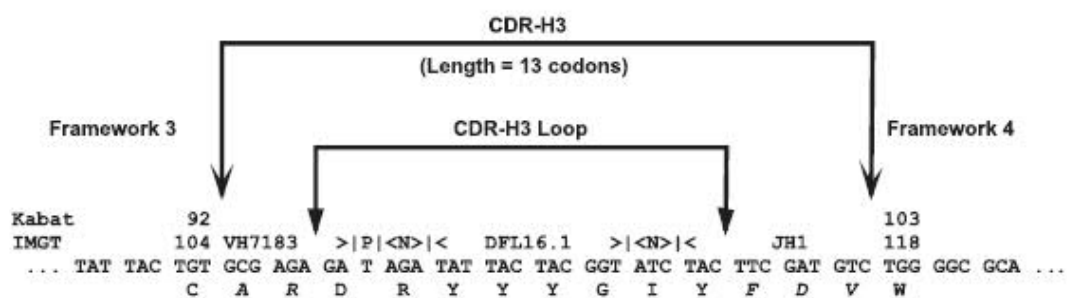 CDR-H3
(Length = 13 codons)
Framework 3 Framework 4
CDR-H3 Loop
Kabat 92 103
IMGT 104 VH7183 >|P|<N>|< DFL16.1 >|<N>|< JH1 118
... TAT TAC TGT GCG AGA GA T AGA TAT TAC TAC GGT ATC TAC TTC GAT GTC TGG GGC GCA ...
C A R D R Y Y Y G I Y F D V W